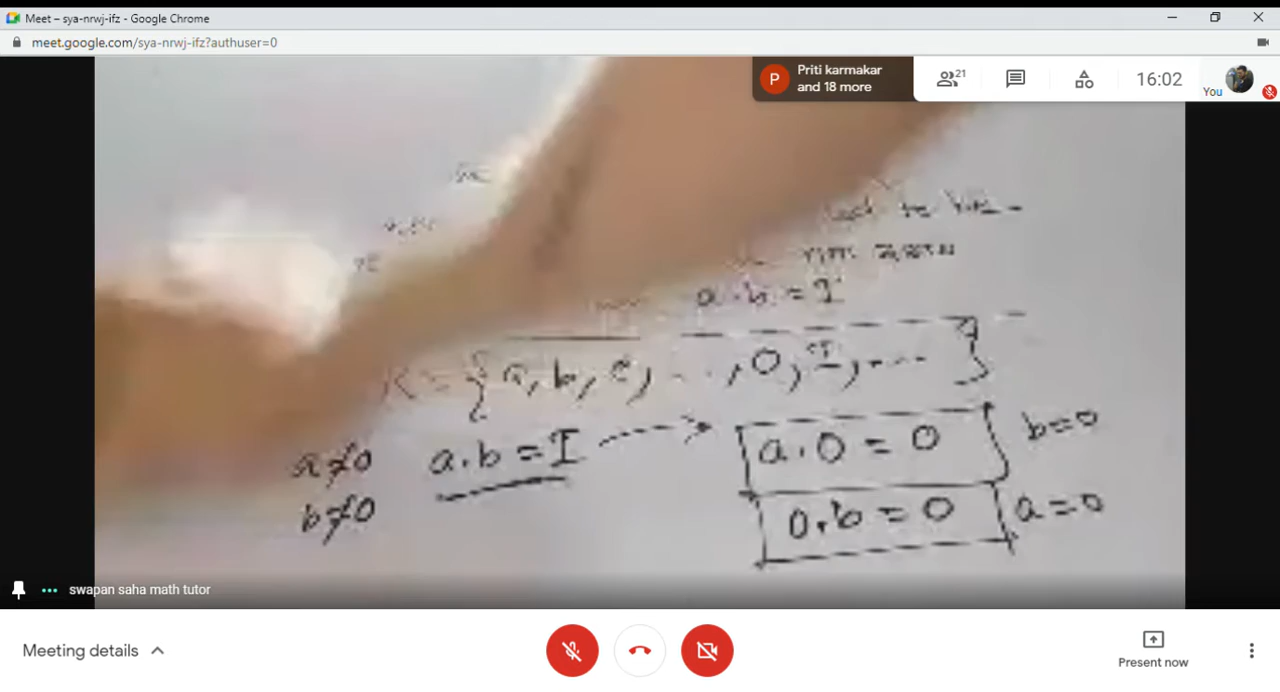 Meet – sya-nrwj-ifz - Google Chrome
meet.google.com/sya-nrwj-ifz?authuser=0
P
Priti karmakar
and 18 more
21
16:02
You
a.b = I
R = {a, b, c, ..., 0, I, .... }
a≠0
a.b = I
a.0 = 0
b=0
b≠0
0.b = 0
a=0
swapan saha math tutor
Meeting details
Present now